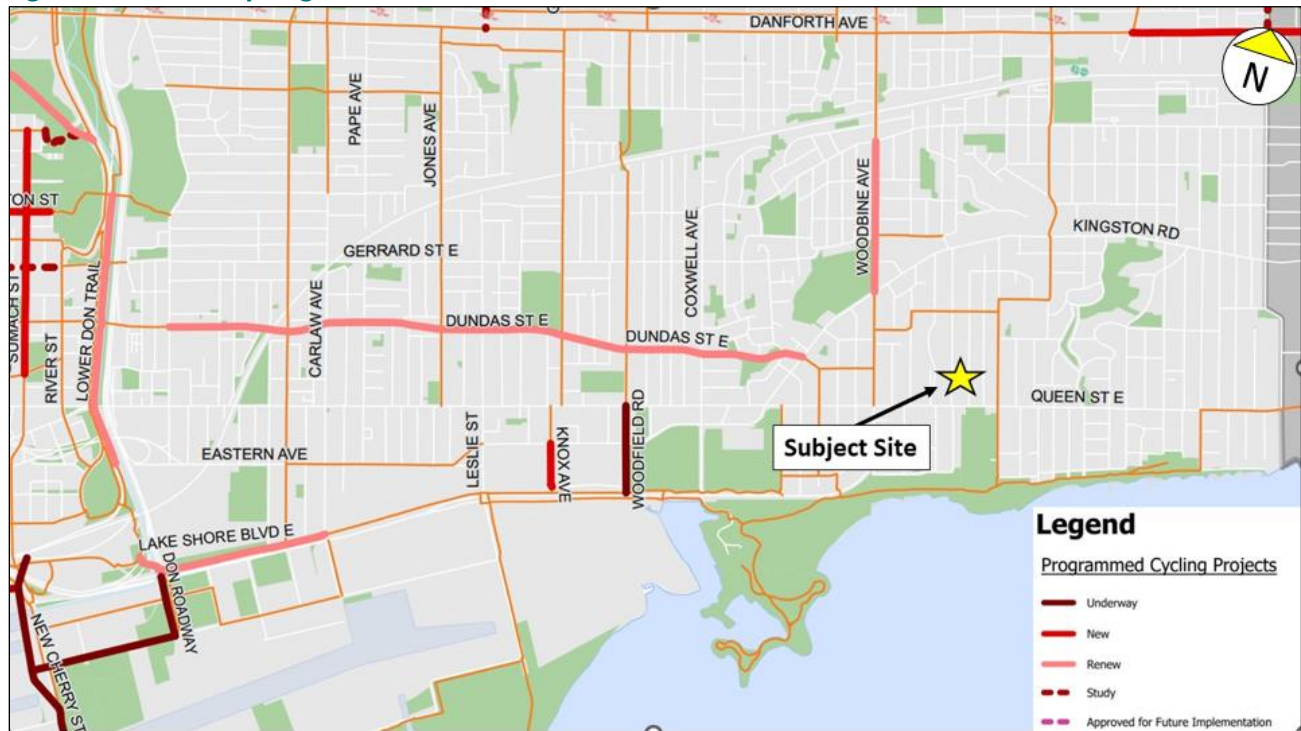 DANFORTH AVE
N
PAPE AVE
JONES AVE
WOODBINE AVE
TON ST
GERRARD ST E
COXWELL AVE
KINGSTON RD
SUMACH ST
RIVER ST
LOWER DON TRAIL
CARLAW AVE
DUNDAS ST E
DUNDAS ST E
QUEEN ST E
Subject Site
EASTERN AVE
LESLIE ST
KNOX AVE
WOODFIELD RD
LAKE SHORE BLVD E
DON ROADWAY
NEW CHERRY ST
Legend
Programmed Cycling Projects
Underway
New
Renew
Study
Approved for Future Implementation